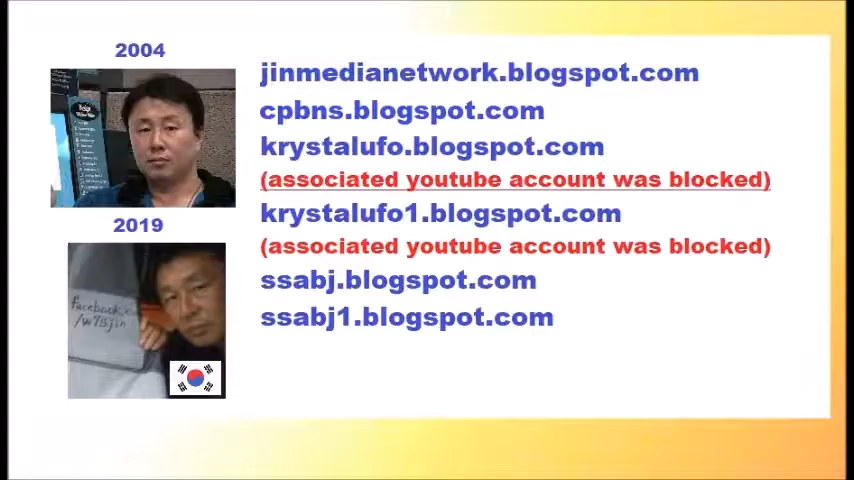 2004
jinmedianetwork.blogspot.com
cpbns.blogspot.com
krystalufo.blogspot.com
(associated youtube account was blocked)
2019
krystalufo1.blogspot.com
(associated youtube account was blocked)
ssabj.blogspot.com
ssabj1.blogspot.com